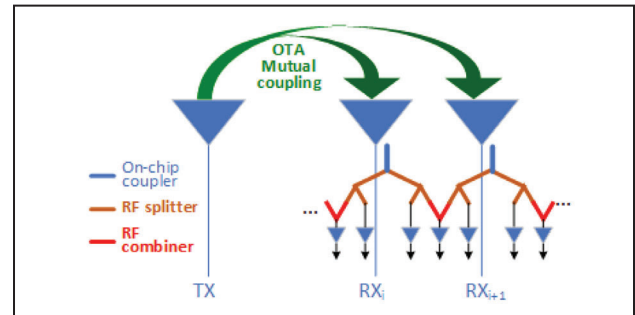 OTA
Mutual
coupling
On-chip
coupler
RF splitter
RF
combiner
...
...
TX
RXi
RXi+1